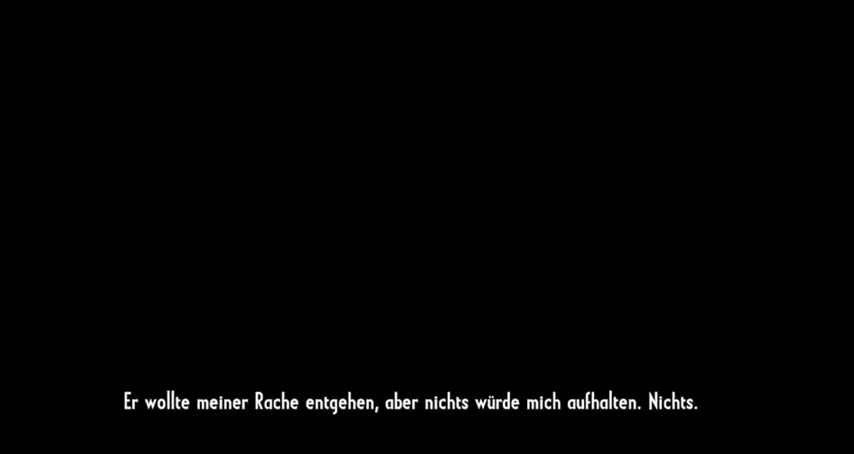 Er wollte meiner Rache entgehen, aber nichts würde mich aufhalten. Nichts.